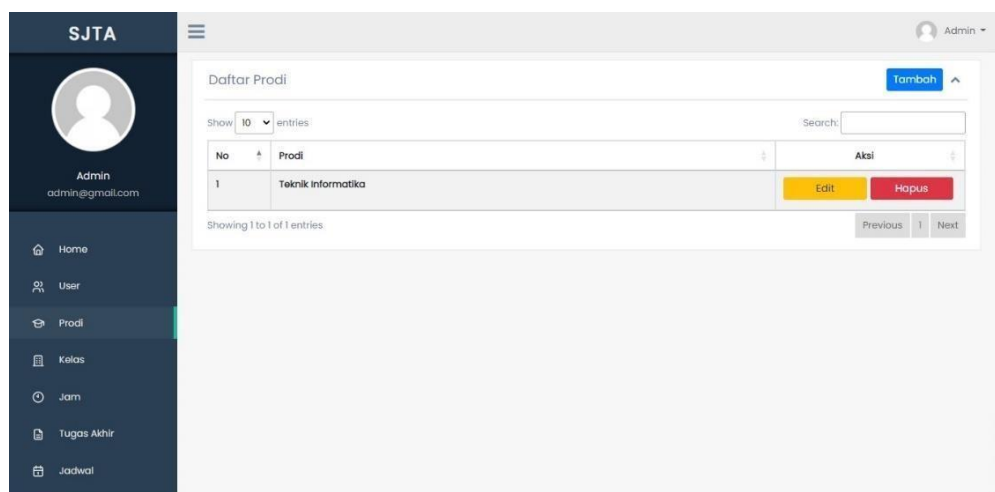 SJTA
Admin
Admin
admin@gmail.com
Home
User
Prodi
Kelas
Jam
Tugas Akhir
Jadwal
Daftar Prodi
Tambah
Show 10 entries
Search:
No Prodi Aksi
1 Teknik Informatika Edit Hapus
Showing 1 to 1 of 1 entries
Previous 1 Next